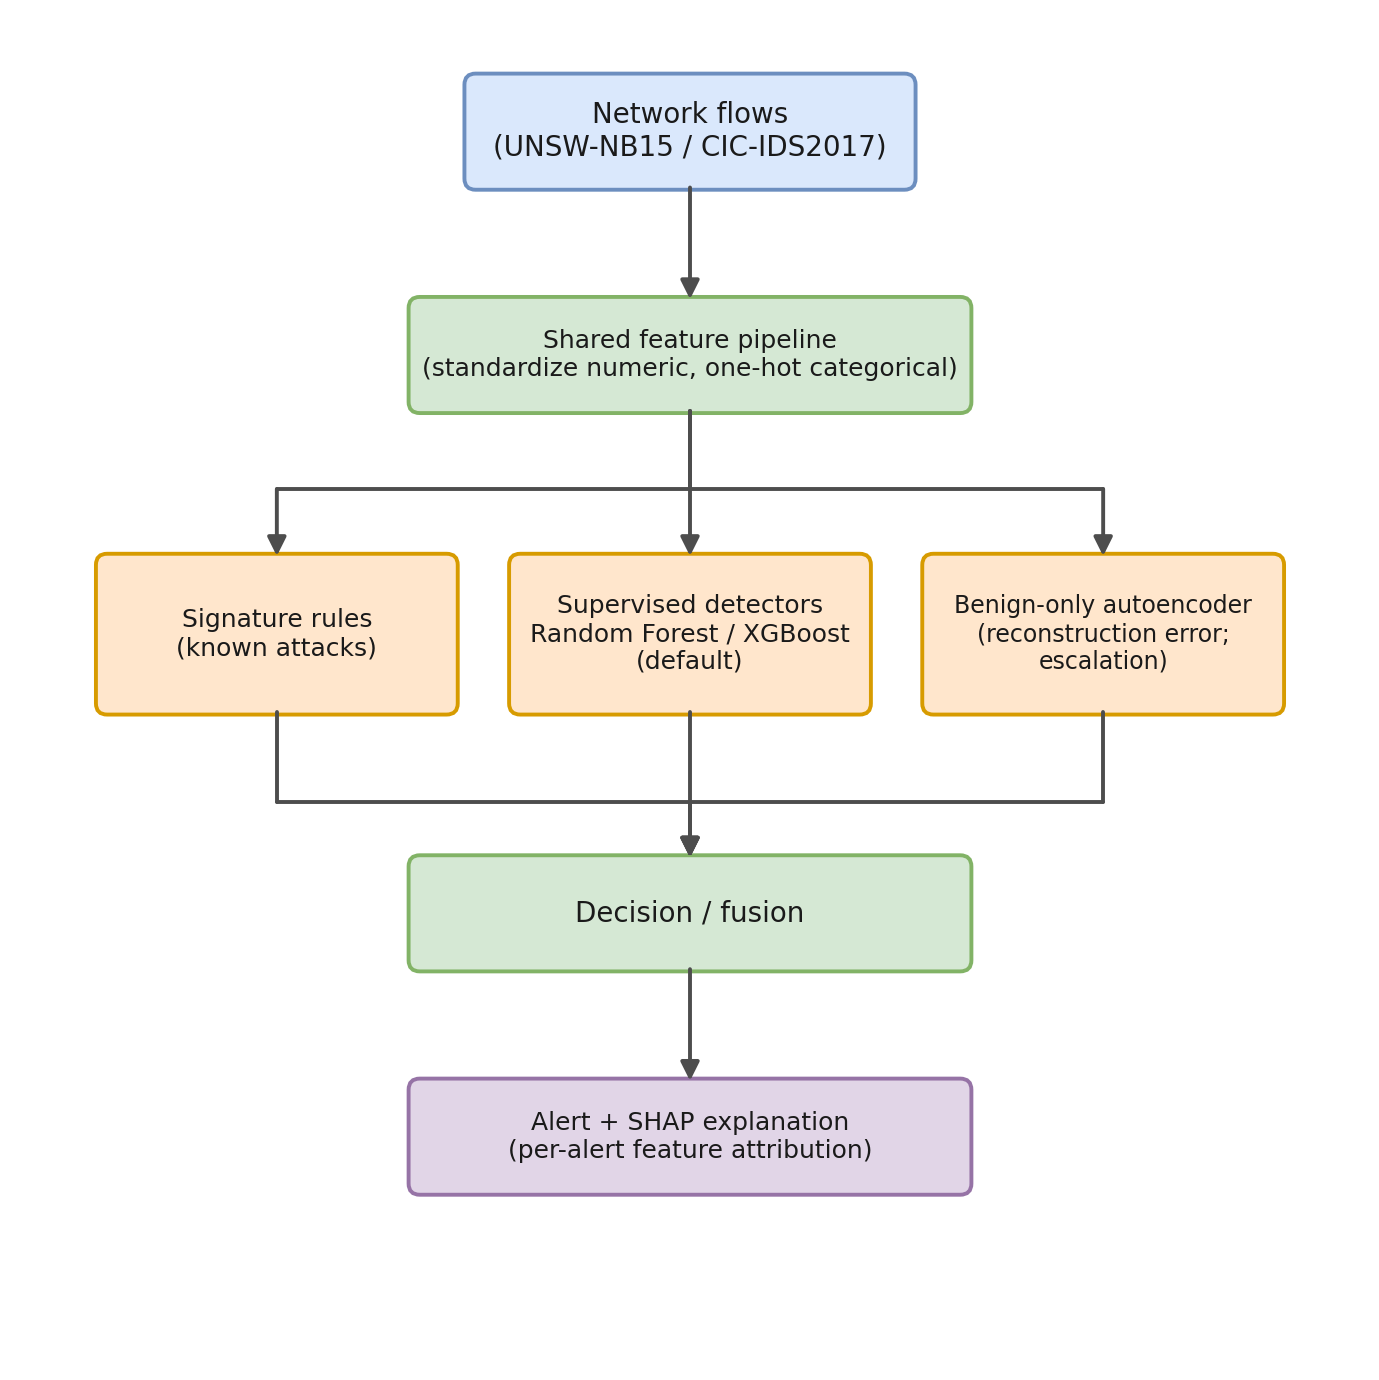 Network flows
(UNSW-NB15 / CIC-IDS2017)
Shared feature pipeline
(standardize numeric, one-hot categorical)
Signature rules
(known attacks)
Supervised detectors
Random Forest / XGBoost
(default)
Benign-only autoencoder
(reconstruction error;
escalation)
Decision / fusion
Alert + SHAP explanation
(per-alert feature attribution)